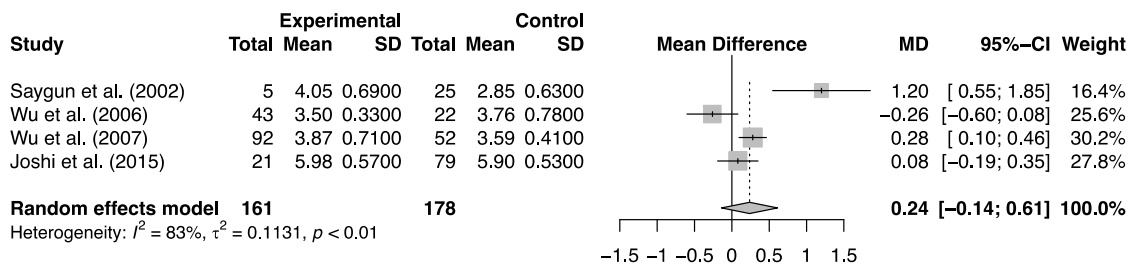 Experimental Control
Study Total Mean SD Total Mean SD Mean Difference MD 95%−CI Weight
Saygun et al. (2002) 5 4.05 0.6900 25 2.85 0.6300 1.20 [ 0.55; 1.85] 16.4%
Wu et al. (2006) 43 3.50 0.3300 22 3.76 0.7800 −0.26 [−0.60; 0.08] 25.6%
Wu et al. (2007) 92 3.87 0.7100 52 3.59 0.4100 0.28 [ 0.10; 0.46] 30.2%
Joshi et al. (2015) 21 5.98 0.5700 79 5.90 0.5300 0.08 [−0.19; 0.35] 27.8%
Random effects model 161 178 0.24 [−0.14; 0.61] 100.0%
Heterogeneity: I² = 83%, τ² = 0.1131, p < 0.01
−1.5 −1 −0.5 0 0.5 1 1.5